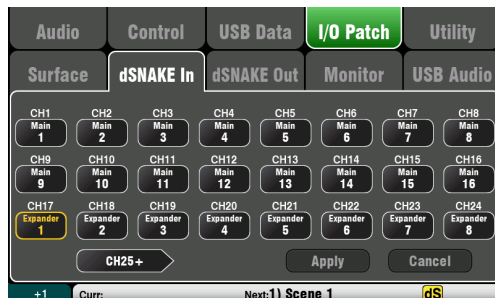 Audio Control USB Data I/O Patch Utility
Surface dSNAKE In dSNAKE Out Monitor USB Audio
CH1 CH2 CH3 CH4 CH5 CH6 CH7 CH8
Main Main Main Main Main Main Main Main
1 2 3 4 5 6 7 8
CH9 CH10 CH11 CH12 CH13 CH14 CH15 CH16
Main Main Main Main Main Main Main Main
9 10 11 12 13 14 15 16
CH17 CH18 CH19 CH20 CH21 CH22 CH23 CH24
Expander Expander Expander Expander Expander Expander Expander Expander
1 2 3 4 5 6 7 8
CH25+ Apply Cancel
+1 Curr: Next:1) Scene 1 dS